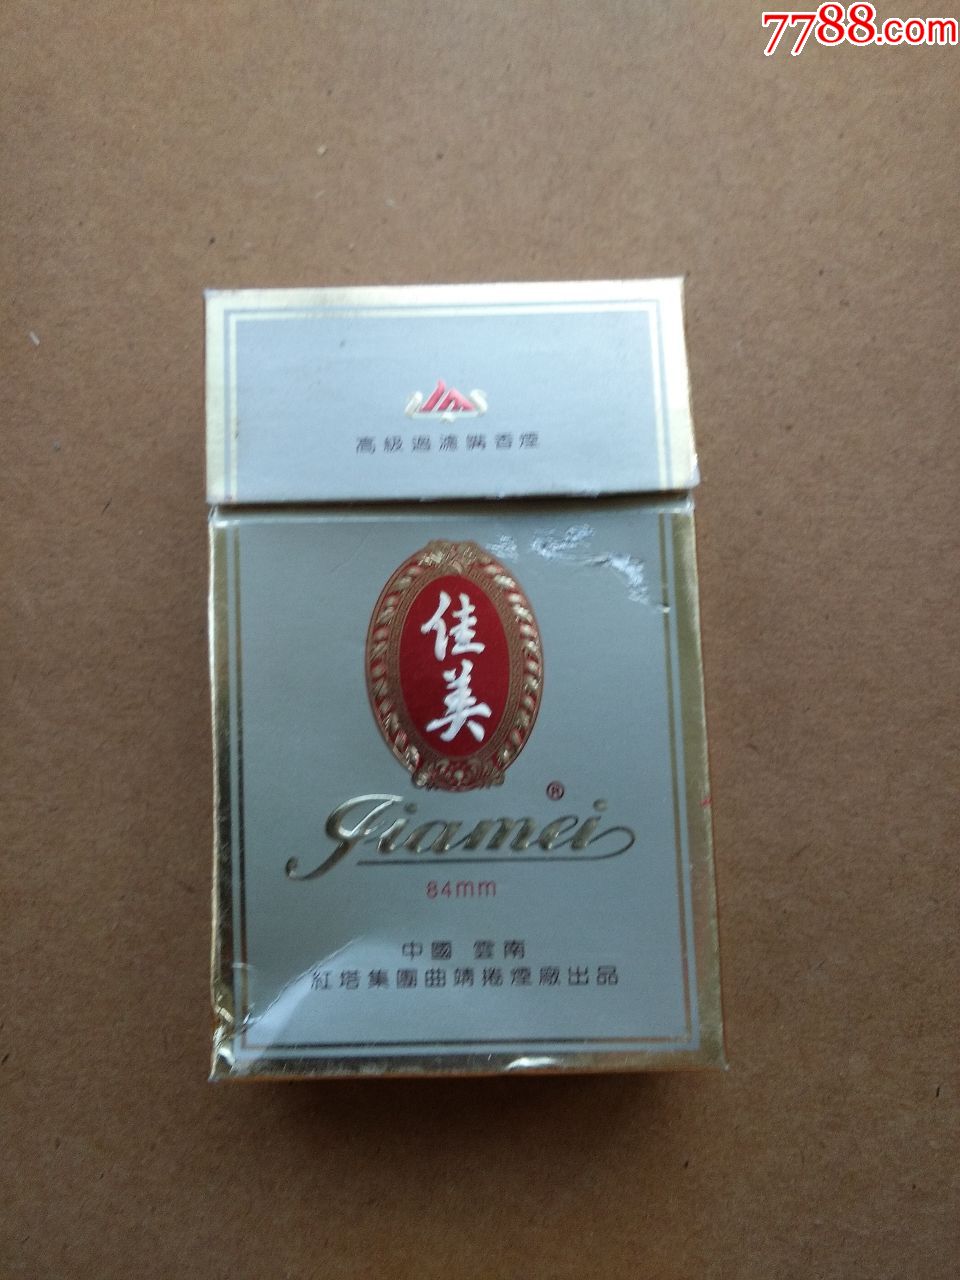 7788.com
高級過濾嘴香煙
佳美
®
Jiamei
84mm
中國 雲南
紅塔集團曲靖捲煙廠出品